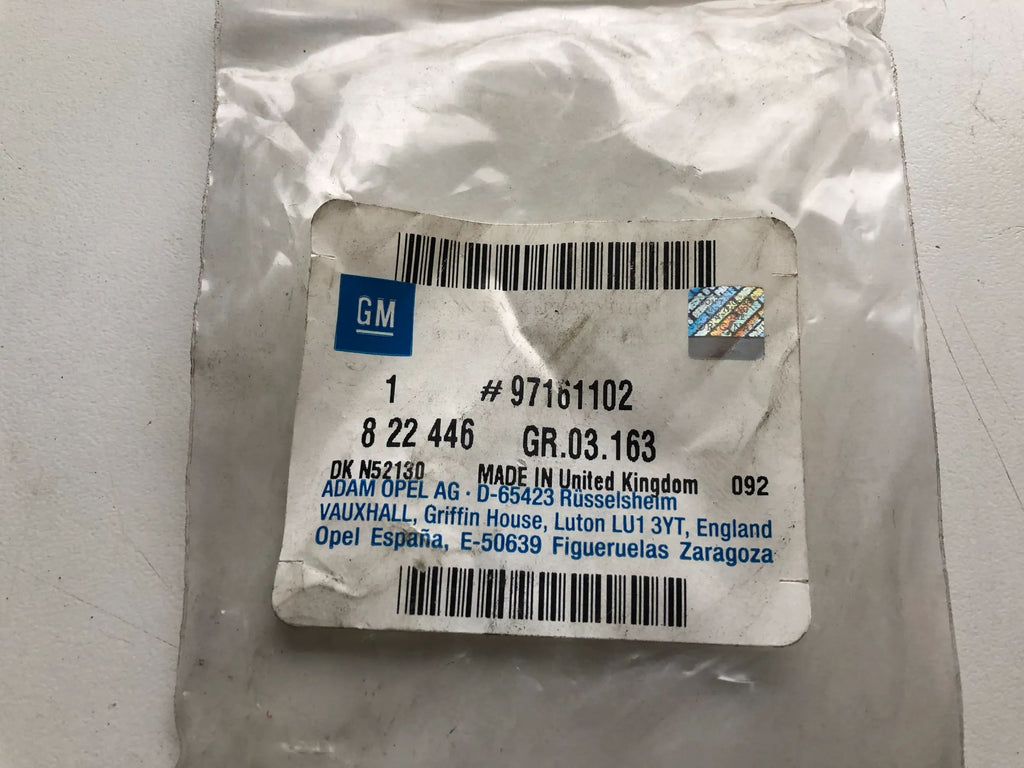 GM
1 # 97161102
8 22 446 GR.03.163
DK N52130 MADE IN United Kingdom 092
ADAM OPEL AG · D-65423 Rüsselsheim
VAUXHALL, Griffin House, Luton LU1 3YT, England
Opel España, E-50639 Figueruelas Zaragoza